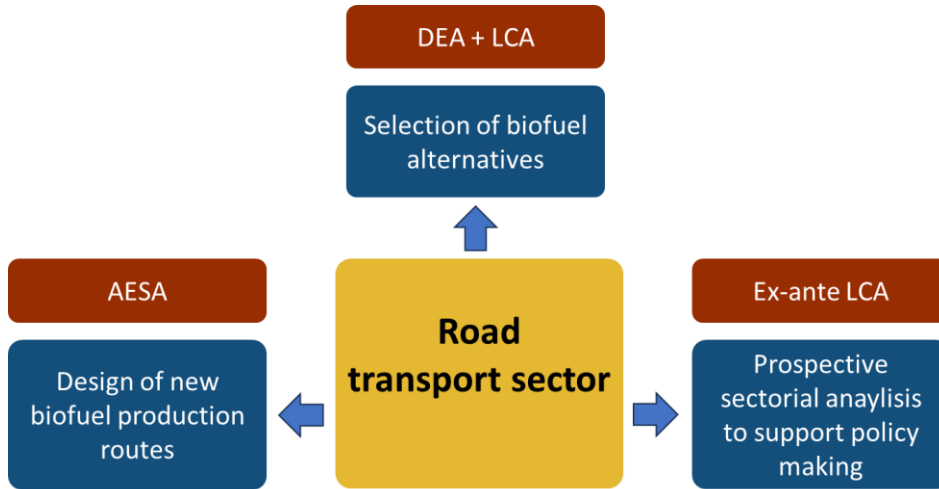 DEA + LCA
Selection of biofuel
alternatives
AESA
Design of new
biofuel production
routes
Road
transport sector
Ex-ante LCA
Prospective
sectorial anaylisis
to support policy
making